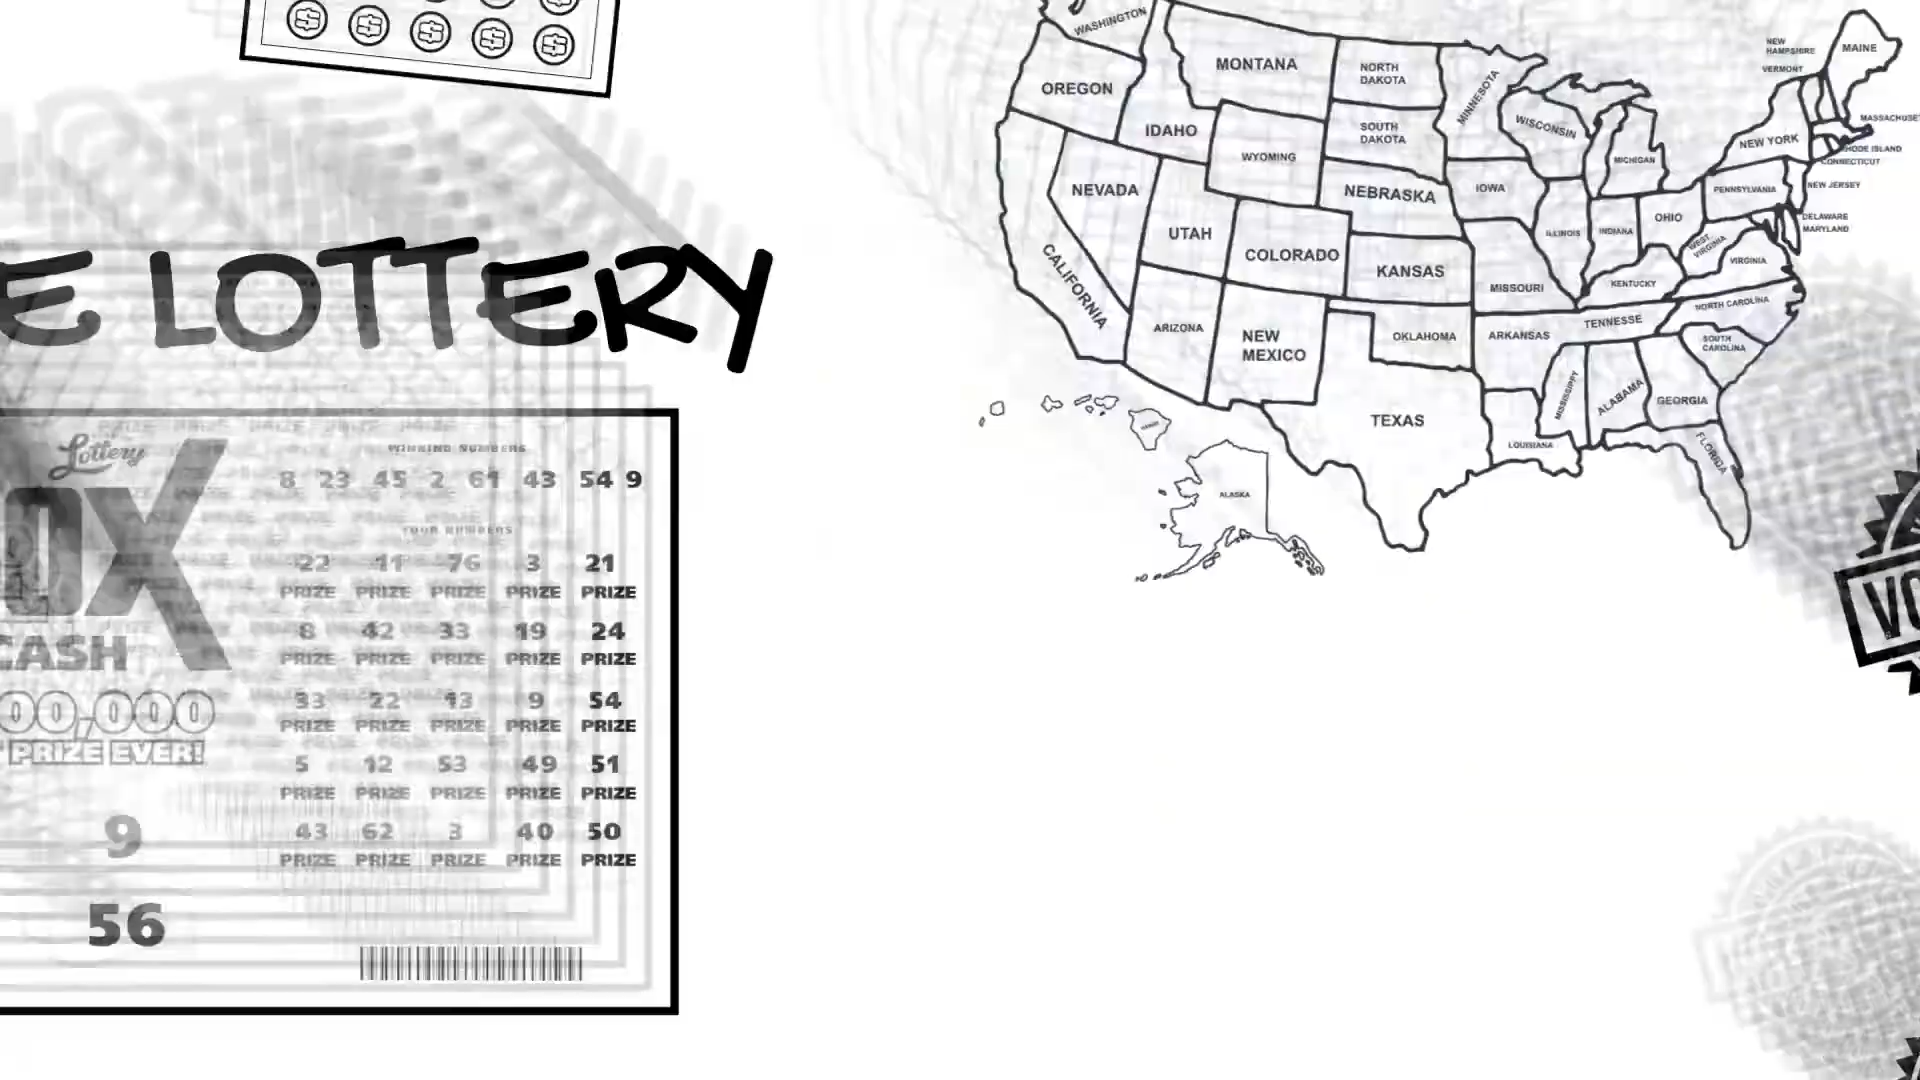 E LOTTERY
Lottery
0X
CASH
00,000
PRIZE EVER!
9
56
WINNING NUMBERS
8 23 45 2 61 43 54 9
YOUR NUMBERS
22 11 76 3 21
PRIZE PRIZE PRIZE PRIZE PRIZE
8 42 33 19 24
PRIZE PRIZE PRIZE PRIZE PRIZE
33 22 13 9 54
PRIZE PRIZE PRIZE PRIZE PRIZE
5 12 53 49 51
PRIZE PRIZE PRIZE PRIZE PRIZE
43 62 3 40 50
PRIZE PRIZE PRIZE PRIZE PRIZE
WASHINGTON
OREGON
MONTANA
IDAHO
NORTH
DAKOTA
SOUTH
DAKOTA
MINNESOTA
WISCONSIN
MICHIGAN
WYOMING
NEVADA
UTAH
COLORADO
CALIFORNIA
NEBRASKA
IOWA
KANSAS
MISSOURI
ILLINOIS
INDIANA
OHIO
NEW
HAMPSHIRE
VERMONT
MAINE
MASSACHUSE
NEW YORK
RHODE ISLAND
CONNECTICUT
PENNSYLVANIA
NEW JERSEY
DELAWARE
MARYLAND
WEST
VIRGINIA
VIRGINIA
KENTUCKY
NORTH CAROLINA
TENNESSE
SOUTH
CAROLINA
ARIZONA
NEW
MEXICO
OKLAHOMA
ARKANSAS
TEXAS
LOUISIANA
MISSISSIPPI
ALABAMA
GEORGIA
FLORIDA
ALASKA
VO